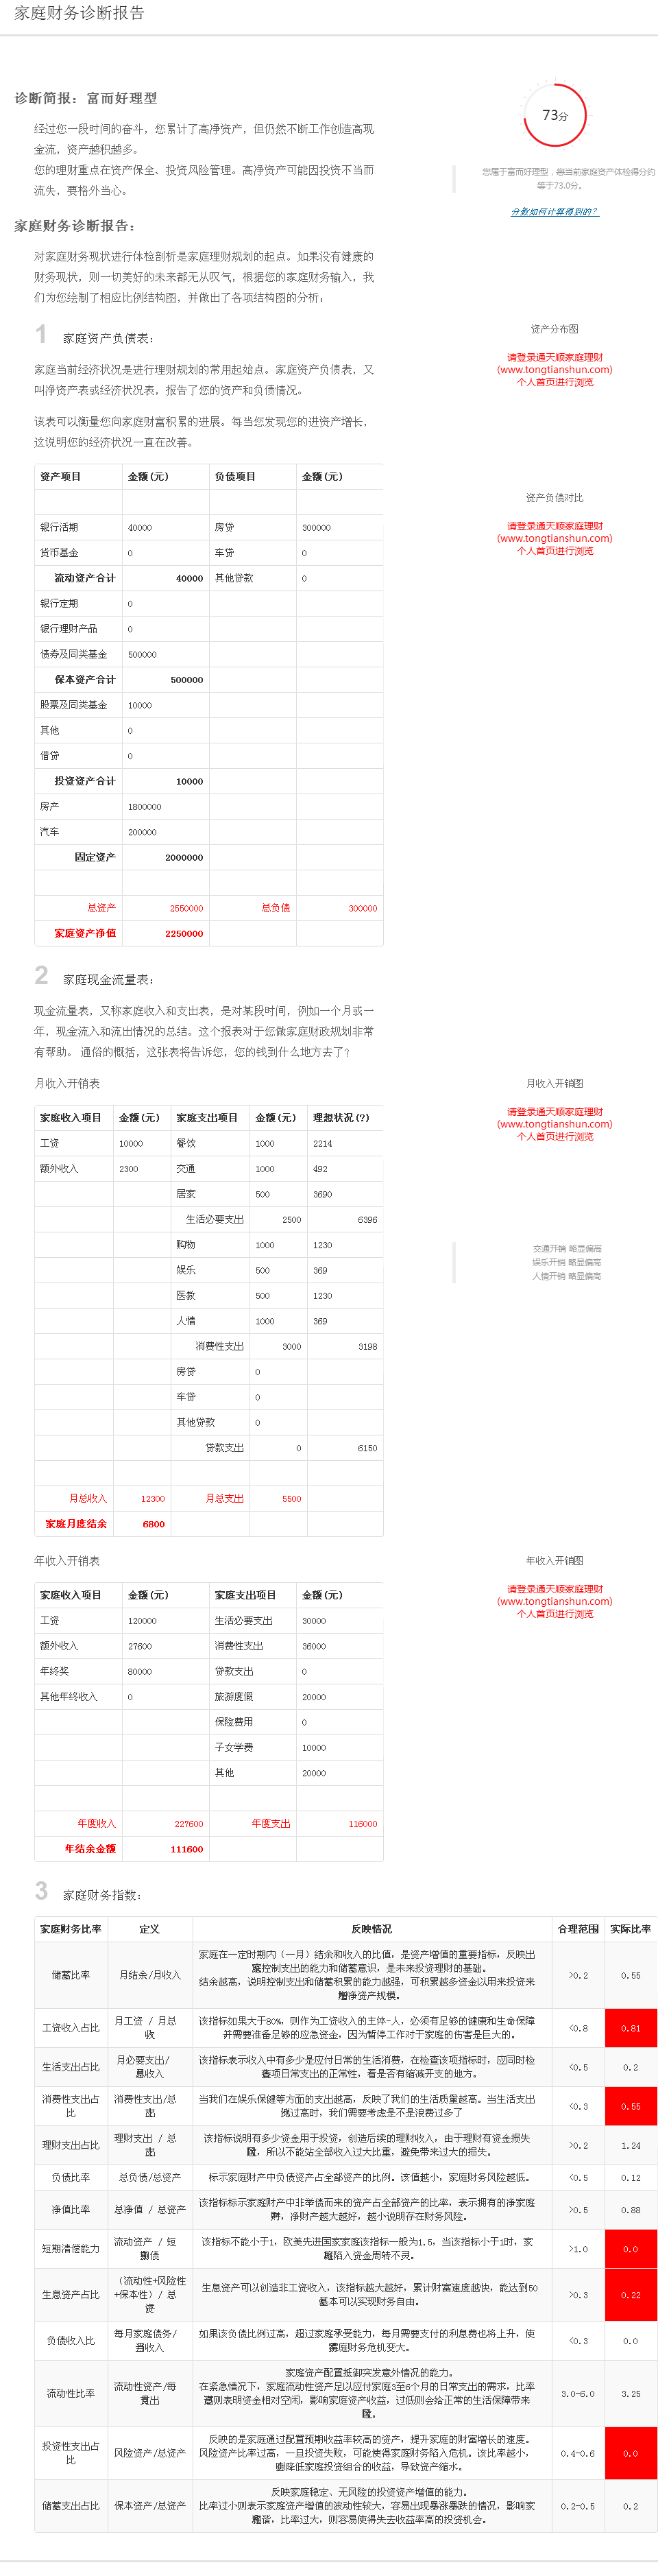 家庭财务诊断报告
诊断简报：富而好理型
经过您一段时间的奋斗，您累计了高净资产，但仍然不断工作创造高现
金流，资产越积越多。
您的理财重点在资产保全、投资风险管理。高净资产可能因投资不当而
流失，要格外当心。
73分
您属于富而好理型，您当前家庭资产体检得分约
等于73.0分。
分数如何计算得到的？
家庭财务诊断报告：
对家庭财务现状进行体检剖析是家庭理财规划的起点。如果没有健康的
财务现状，则一切美好的未来都无从叹气，根据您的家庭财务输入，我
们为您绘制了相应比例结构图，并做出了各项结构图的分析，
1 家庭资产负债表：
家庭当前经济状况是进行理财规划的常用起始点。家庭资产负债表，又
叫净资产表或经济状况表，报告了您的资产和负债情况。
该表可以衡量您向家庭财富积累的进展。每当您发现您的进资产增长，
这说明您的经济状况一直在改善。
资产分布图
请登录通天顺家庭理财
(www.tongtianshun.com)
个人首页进行浏览
资产项目 金额(元) 负债项目 金额(元)
银行活期 40000 房贷 300000
货币基金 0 车贷 0
流动资产合计 40000 其他贷款 0
银行定期 0
银行理财产品 0
债券及同类基金 500000
保本资产合计 500000
股票及同类基金 10000
其他 0
借贷 0
投资资产合计 10000
房产 1800000
汽车 200000
固定资产 2000000
总资产 2550000 总负债 300000
家庭资产净值 2250000
资产负债对比
请登录通天顺家庭理财
(www.tongtianshun.com)
个人首页进行浏览
2 家庭现金流量表：
现金流量表，又称家庭收入和支出表，是对某段时间，例如一个月或一
年，现金流入和流出情况的总结。这个报表对于您做家庭财政规划非常
有帮助。 通俗的概括，这张表将告诉您，您的钱到什么地方去了?
月收入开销表
家庭收入项目 金额(元) 家庭支出项目 金额(元) 理想状况(?)
工资 10000 餐饮 1000 2214
额外收入 2300 交通 1000 492
居家 500 3690
生活必要支出 2500 6396
购物 1000 1230
娱乐 500 369
医教 500 1230
人情 1000 369
消费性支出 3000 3198
房贷 0
车贷 0
其他贷款 0
贷款支出 0 6150
月总收入 12300 月总支出 5500
家庭月度结余 6800
月收入开销图
请登录通天顺家庭理财
(www.tongtianshun.com)
个人首页进行浏览
交通开销 略显偏高
娱乐开销 略显偏高
人情开销 略显偏高
年收入开销表
家庭收入项目 金额(元) 家庭支出项目 金额(元)
工资 120000 生活必要支出 30000
额外收入 27600 消费性支出 36000
年终奖 80000 贷款支出 0
其他年终收入 0 旅游度假 20000
保险费用 0
子女学费 10000
其他 20000
年度收入 227600 年度支出 116000
年结余金额 111600
年收入开销图
请登录通天顺家庭理财
(www.tongtianshun.com)
个人首页进行浏览
3 家庭财务指数：
家庭财务比率 定义 反映情况 合理范围 实际比率
储蓄比率 月结余/月收入 家庭在一定时期内（一月）结余和收入的比值，是资产增值的重要指标，反映出
控制支出的能力和储蓄意识，是未来投资理财的基础。
结余越高，说明控制支出和储蓄积累的能力越强，可积累越多资金以用来投资来
净资产规模。 >0.2 0.55
工资收入占比 月工资 / 月总收 该指标如果大于80%，则作为工资收入的主体-人，必须有足够的健康和生命保障
并需要准备足够的应急资金，因为暂停工作对于家庭的伤害是巨大的。 <0.8 0.81
生活支出占比 月必要支出/收入 该指标表示收入中有多少是应付日常的生活消费，在检查该项指标时，应同时检
项日常支出的正常性，看是否有缩减开支的地方。 <0.5 0.2
消费性支出占比 消费性支出/总 当我们在娱乐保健等方面的支出越高，反映了我们的生活质量越高。当生活支出
过高时，我们需要考虑是不是浪费过多了 <0.3 0.55
理财支出占比 理财支出 / 总 该指标说明有多少资金用于投资，创造后续的理财收入，由于理财有资金损失
，所以不能站全部收入过大比重，避免带来过大的损失。 >0.2 1.24
负债比率 总负债/总资产 标示家庭财产中负债资产占全部资产的比例。该值越小，家庭财务风险越低。 <0.5 0.12
净值比率 总净值 / 总资产 该指标标示家庭财产中非举债而来的资产占全部资产的比率，表示拥有的净家庭
，净财产越大越好，越小说明存在财务风险。 >0.5 0.88
短期清偿能力 流动资产 / 短债 该指标不能小于1，欧美先进国家家庭该指标一般为1.5，当该指标小于1时，家
陷入资金周转不灵。 >1.0 0.0
生息资产占比 （流动性+风险性
+保本性）/ 总 生息资产可以创造非工资收入，该指标越大越好，累计财富速度越快，能达到50
基本可以实现财务自由。 >0.3 0.22
负债收入比 每月家庭债务/收入 如果该负债比例过高，超过家庭承受能力，每月需要支付的利息费也将上升，使
庭财务危机变大。 <0.3 0.0
流动性比率 流动性资产/每出 家庭资产配置抵御突发意外情况的能力。
在紧急情况下，家庭流动性资产足以应付家庭3至6个月的日常支出的需求，比率
则表明资金相对空闲，影响家庭资产收益，过低则会给正常的生活保障带来
。 3.0-6.0 3.25
投资性支出占比 风险资产/总资产 反映的是家庭通过配置预期收益率较高的资产，提升家庭的财富增长的速度。
风险资产比率过高，一旦投资失败，可能使得家庭财务陷入危机。该比率越小，
降低家庭投资组合的收益，导致资产缩水。 0.4-0.6 0.0
储蓄支出占比 保本资产/总资产 反映家庭稳定、无风险的投资资产增值的能力。
比率过小则表示家庭资产增值的波动性较大，容易出现暴涨暴跌的情况，影响家
谐，比率过大，则容易使得失去收益率高的投资机会。 0.2-0.5 0.2